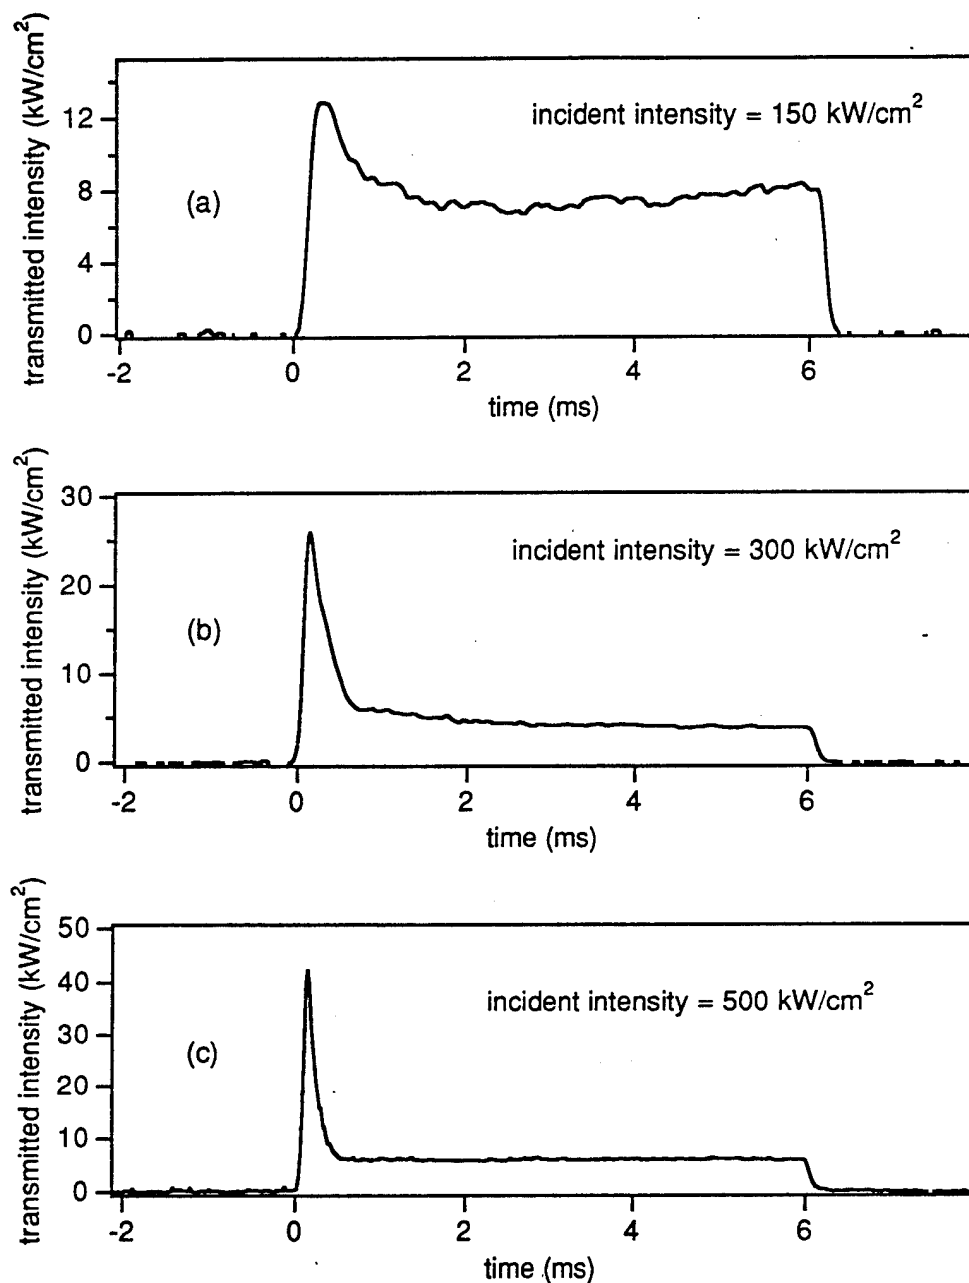 transmitted intensity (kW/cm²)
12
8
4
0
incident intensity = 150 kW/cm²
(a)
-2 0 2 4 6
time (ms)
transmitted intensity (kW/cm²)
30
20
10
0
incident intensity = 300 kW/cm²
(b)
-2 0 2 4 6
time (ms)
transmitted intensity (kW/cm²)
50
40
30
20
10
0
incident intensity = 500 kW/cm²
(c)
-2 0 2 4 6
time (ms)